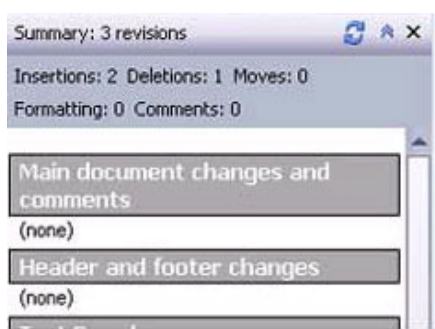 Summary: 3 revisions
Insertions: 2 Deletions: 1 Moves: 0
Formatting: 0 Comments: 0
Main document changes and
comments
(none)
Header and footer changes
(none)